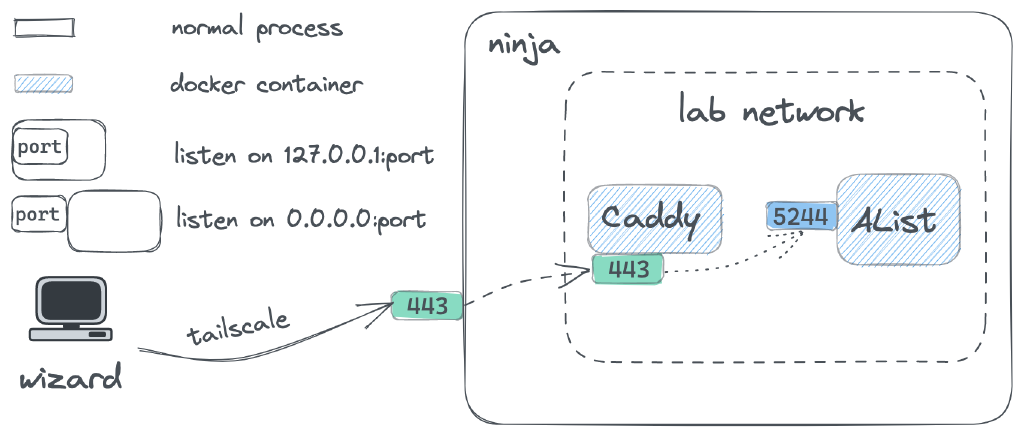 normal process
docker container
port
listen on 127.0.0.1:port
port
listen on 0.0.0.0:port
wizard
tailscale
443
ninja
lab network
Caddy
443
5244
AList